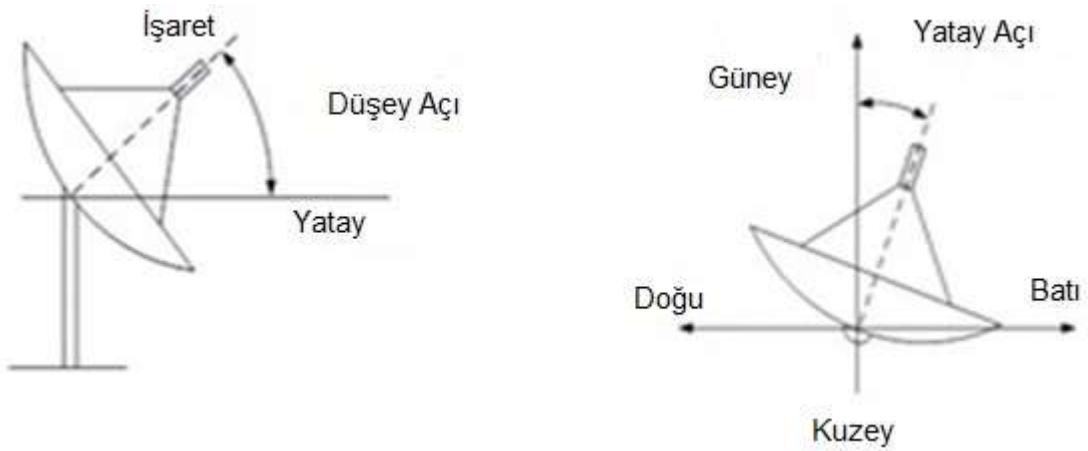 İşaret
Düşey Açı
Yatay
Yatay Açı
Güney
Doğu
Batı
Kuzey